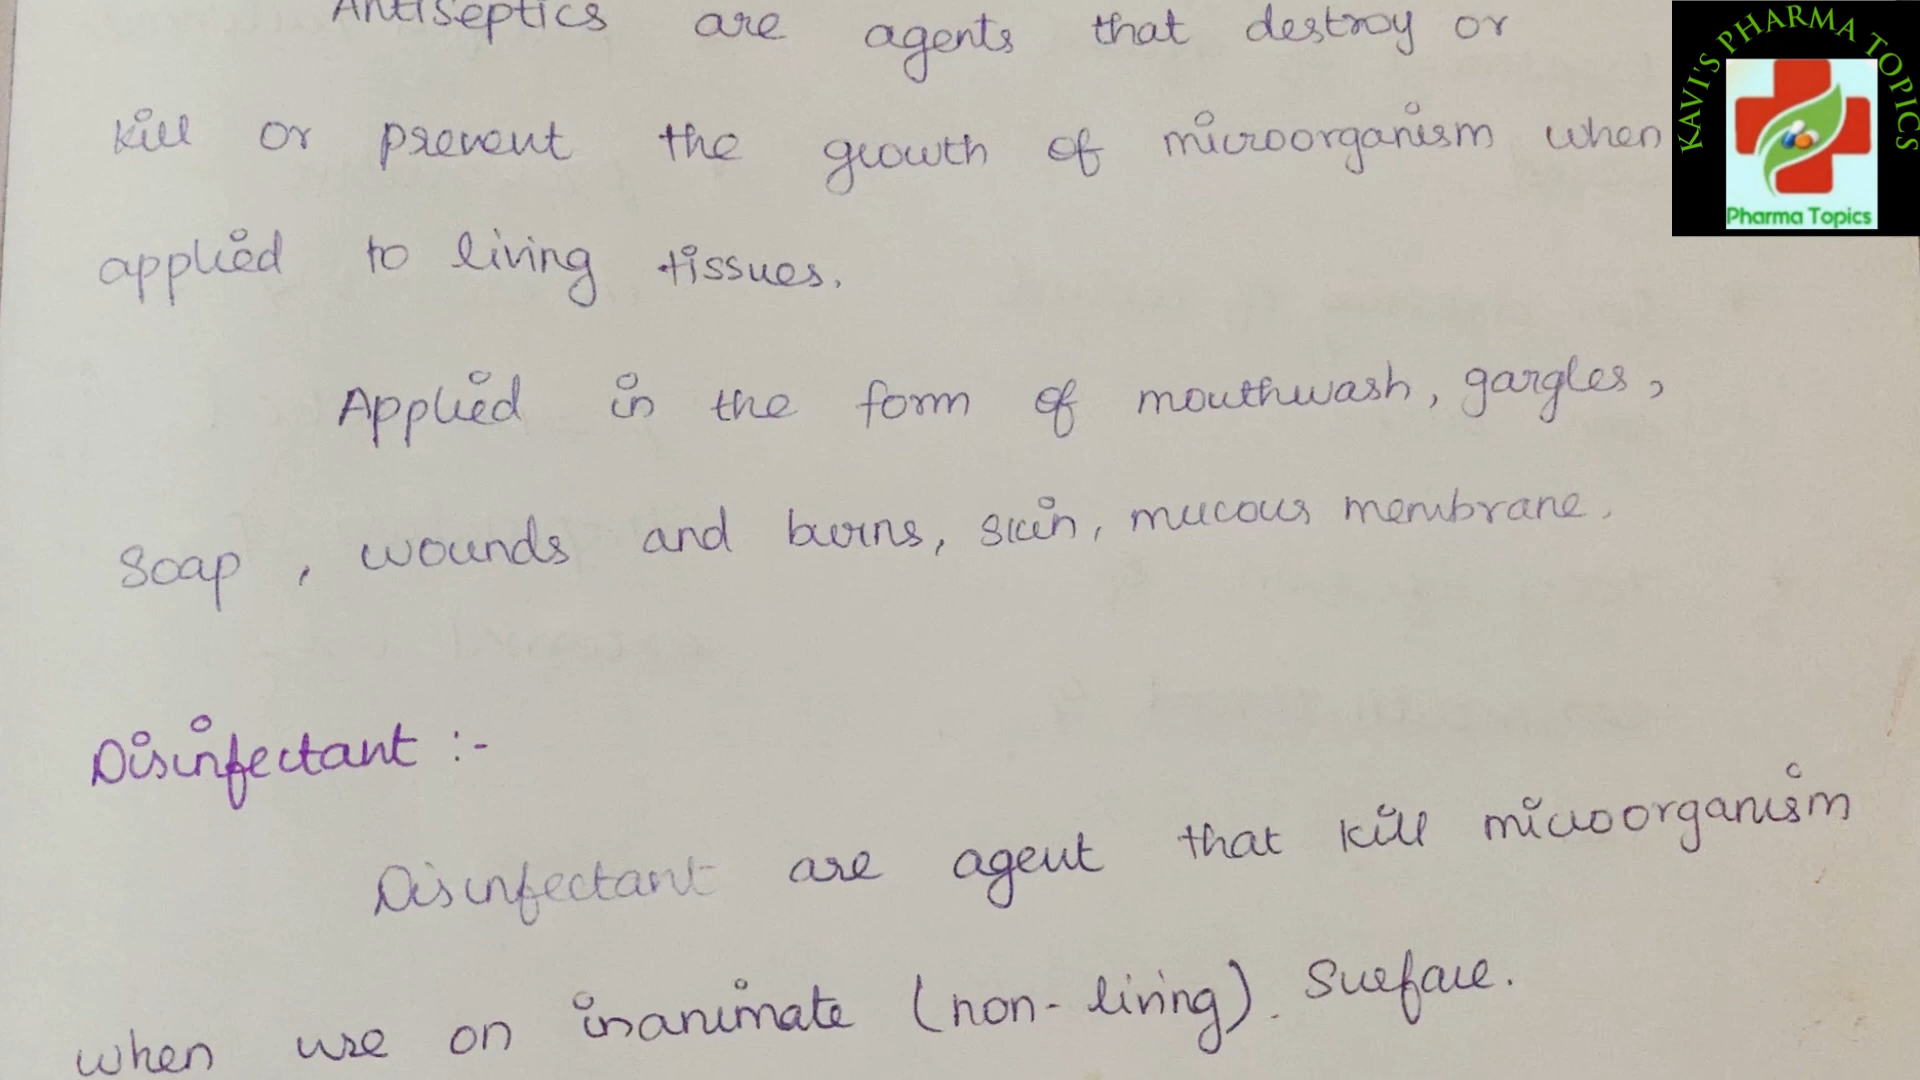 Antiseptics are agents that destroy or
kill or prevent the growth of microorganism when
applied to living tissues.
Applied in the form of mouthwash, gargles,
soap, wounds and burns, skin, mucous membrane.
Disinfectant :-
Disinfectant are agent that kill microorganism
when use on inanimate (non-living). Surface.
KAVI'S PHARMA TOPICS
Pharma Topics